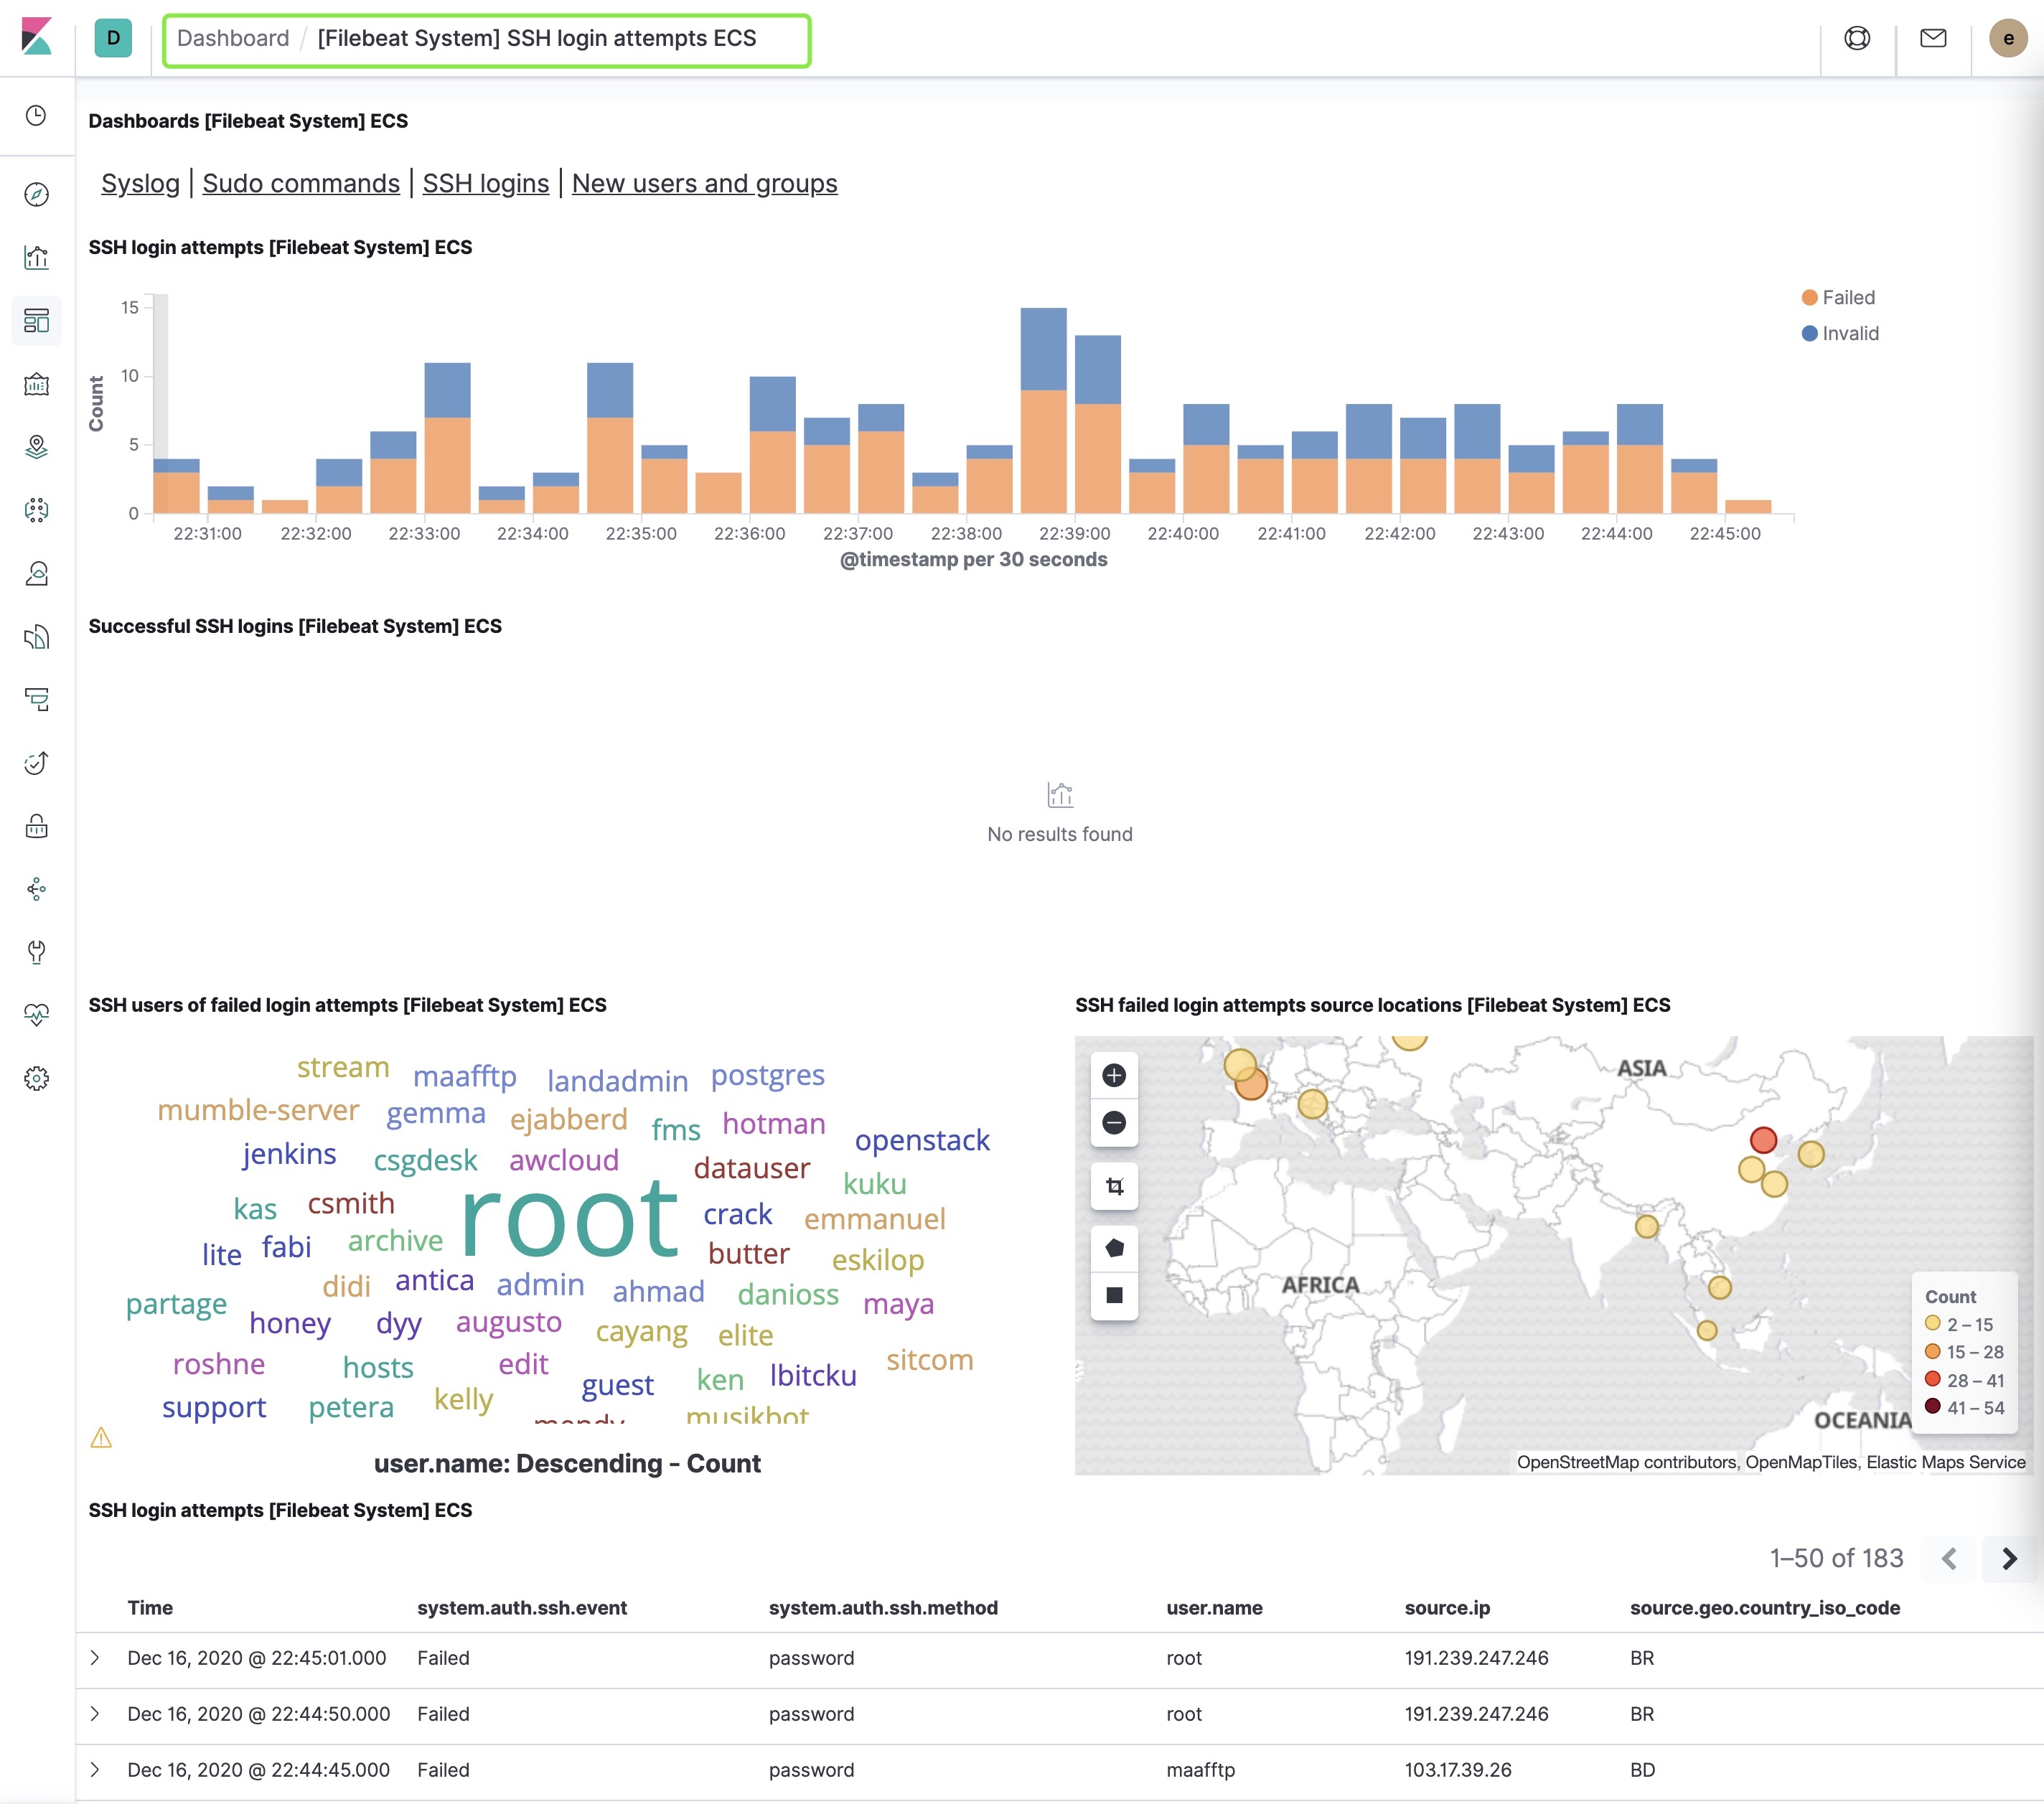 D Dashboard / [Filebeat System] SSH login attempts ECS e
Dashboards [Filebeat System] ECS
Syslog | Sudo commands | SSH logins | New users and groups
SSH login attempts [Filebeat System] ECS
15
10
5
0
Count
22:31:00 22:32:00 22:33:00 22:34:00 22:35:00 22:36:00 22:37:00 22:38:00 22:39:00 22:40:00 22:41:00 22:42:00 22:43:00 22:44:00 22:45:00
@timestamp per 30 seconds
Failed
Invalid
Successful SSH logins [Filebeat System] ECS
No results found
SSH users of failed login attempts [Filebeat System] ECS
stream maafftp landadmin postgres
mumble-server gemma ejabberd fms hotman
jenkins csgdesk awcloud datauser openstack
kas csmith root crack kuku emmanuel
lite fabi archive butter eskilop
didi antica admin ahmad danioss maya
partage honey dyy augusto cayang elite
roshne hosts edit guest ken lbitcku sitcom
support petera kelly mendy musikbot
user.name: Descending - Count
SSH failed login attempts source locations [Filebeat System] ECS
ASIA
AFRICA
OCEANIA
Count
2 – 15
15 – 28
28 – 41
41 – 54
OpenStreetMap contributors, OpenMapTiles, Elastic Maps Service
SSH login attempts [Filebeat System] ECS
1–50 of 183
Time system.auth.ssh.event system.auth.ssh.method user.name source.ip source.geo.country_iso_code
Dec 16, 2020 @ 22:45:01.000 Failed password root 191.239.247.246 BR
Dec 16, 2020 @ 22:44:50.000 Failed password root 191.239.247.246 BR
Dec 16, 2020 @ 22:44:45.000 Failed password maafftp 103.17.39.26 BD